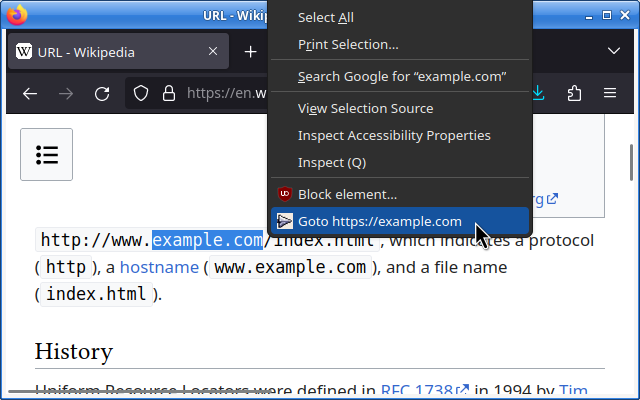 URL - Wikip
URL - Wikipedia
https://en.w
Select All
Print Selection...
Search Google for “example.com”
View Selection Source
Inspect Accessibility Properties
Inspect (Q)
Block element...
Goto https://example.com
rg
http://www.example.com/index.html , which indicates a protocol
( http ), a hostname ( www.example.com ), and a file name
( index.html ).
History
Uniform Resource Locators were defined in RFC 1738 in 1994 by Tim